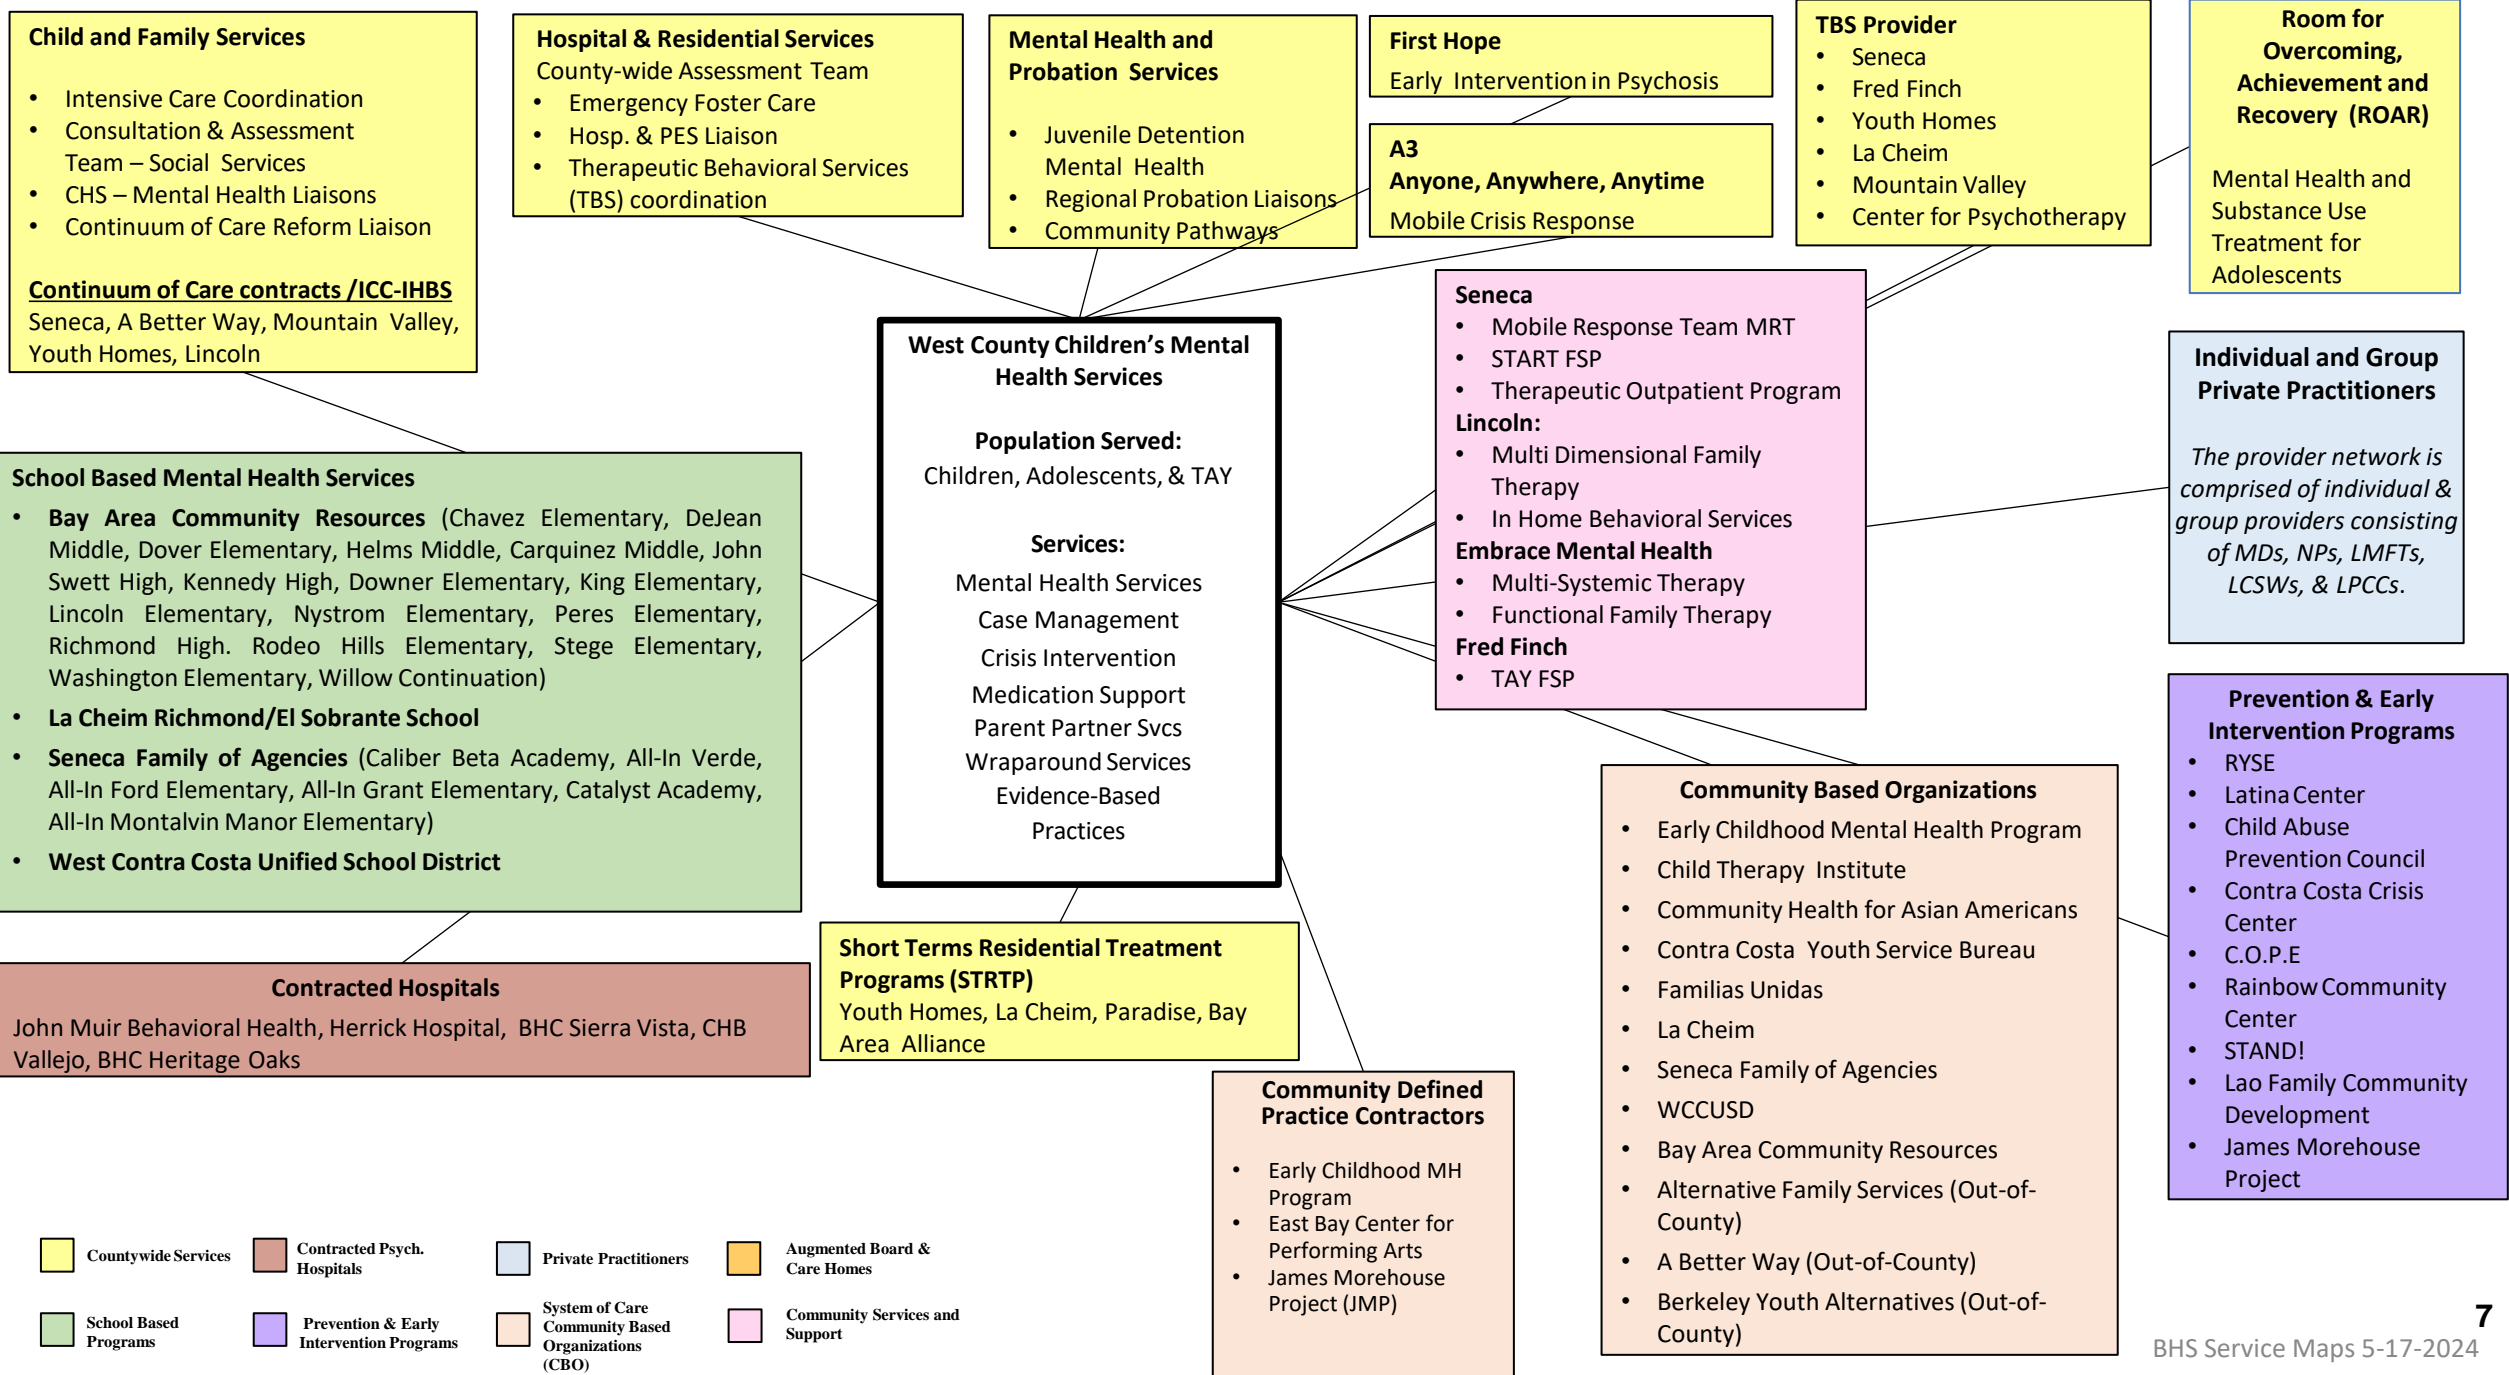 Child and Family Services
• Intensive Care Coordination
• Consultation & Assessment
Team – Social Services
• CHS – Mental Health Liaisons
• Continuum of Care Reform Liaison
Continuum of Care contracts /ICC-IHBS
Seneca, A Better Way, Mountain Valley,
Youth Homes, Lincoln
Hospital & Residential Services
County-wide Assessment Team
• Emergency Foster Care
• Hosp. & PES Liaison
• Therapeutic Behavioral Services
(TBS) coordination
Mental Health and
Probation Services
• Juvenile Detention
Mental Health
• Regional Probation Liaisons
• Community Pathways
First Hope
Early Intervention in Psychosis
A3
Anyone, Anywhere, Anytime
Mobile Crisis Response
TBS Provider
• Seneca
• Fred Finch
• Youth Homes
• La Cheim
• Mountain Valley
• Center for Psychotherapy
Room for
Overcoming,
Achievement and
Recovery (ROAR)
Mental Health and
Substance Use
Treatment for
Adolescents
West County Children’s Mental
Health Services
Population Served:
Children, Adolescents, & TAY
Services:
Mental Health Services
Case Management
Crisis Intervention
Medication Support
Parent Partner Svcs
Wraparound Services
Evidence-Based
Practices
Seneca
• Mobile Response Team MRT
• START FSP
• Therapeutic Outpatient Program
Lincoln:
• Multi Dimensional Family
Therapy
• In Home Behavioral Services
Embrace Mental Health
• Multi-Systemic Therapy
• Functional Family Therapy
Fred Finch
• TAY FSP
Individual and Group
Private Practitioners
The provider network is
comprised of individual &
group providers consisting
of MDs, NPs, LMFTs,
LCSWs, & LPCCs.
School Based Mental Health Services
• Bay Area Community Resources (Chavez Elementary, DeJean
Middle, Dover Elementary, Helms Middle, Carquinez Middle, John
Swett High, Kennedy High, Downer Elementary, King Elementary,
Lincoln Elementary, Nystrom Elementary, Peres Elementary,
Richmond High. Rodeo Hills Elementary, Stege Elementary,
Washington Elementary, Willow Continuation)
• La Cheim Richmond/El Sobrante School
• Seneca Family of Agencies (Caliber Beta Academy, All-In Verde,
All-In Ford Elementary, All-In Grant Elementary, Catalyst Academy,
All-In Montalvin Manor Elementary)
• West Contra Costa Unified School District
Prevention & Early
Intervention Programs
• RYSE
• Latina Center
• Child Abuse
Prevention Council
• Contra Costa Crisis
Center
• C.O.P.E
• Rainbow Community
Center
• STAND!
• Lao Family Community
Development
• James Morehouse
Project
Community Based Organizations
• Early Childhood Mental Health Program
• Child Therapy Institute
• Community Health for Asian Americans
• Contra Costa Youth Service Bureau
• Familias Unidas
• La Cheim
• Seneca Family of Agencies
• WCCUSD
• Bay Area Community Resources
• Alternative Family Services (Out-of-
County)
• A Better Way (Out-of-County)
• Berkeley Youth Alternatives (Out-of-
County)
Contracted Hospitals
John Muir Behavioral Health, Herrick Hospital, BHC Sierra Vista, CHB
Vallejo, BHC Heritage Oaks
Short Terms Residential Treatment
Programs (STRTP)
Youth Homes, La Cheim, Paradise, Bay
Area Alliance
Community Defined
Practice Contractors
• Early Childhood MH
Program
• East Bay Center for
Performing Arts
• James Morehouse
Project (JMP)
Countywide Services
Contracted Psych.
Hospitals
Private Practitioners
Augmented Board &
Care Homes
School Based
Programs
Prevention & Early
Intervention Programs
System of Care
Community Based
Organizations
(CBO)
Community Services and
Support
7
BHS Service Maps 5-17-2024